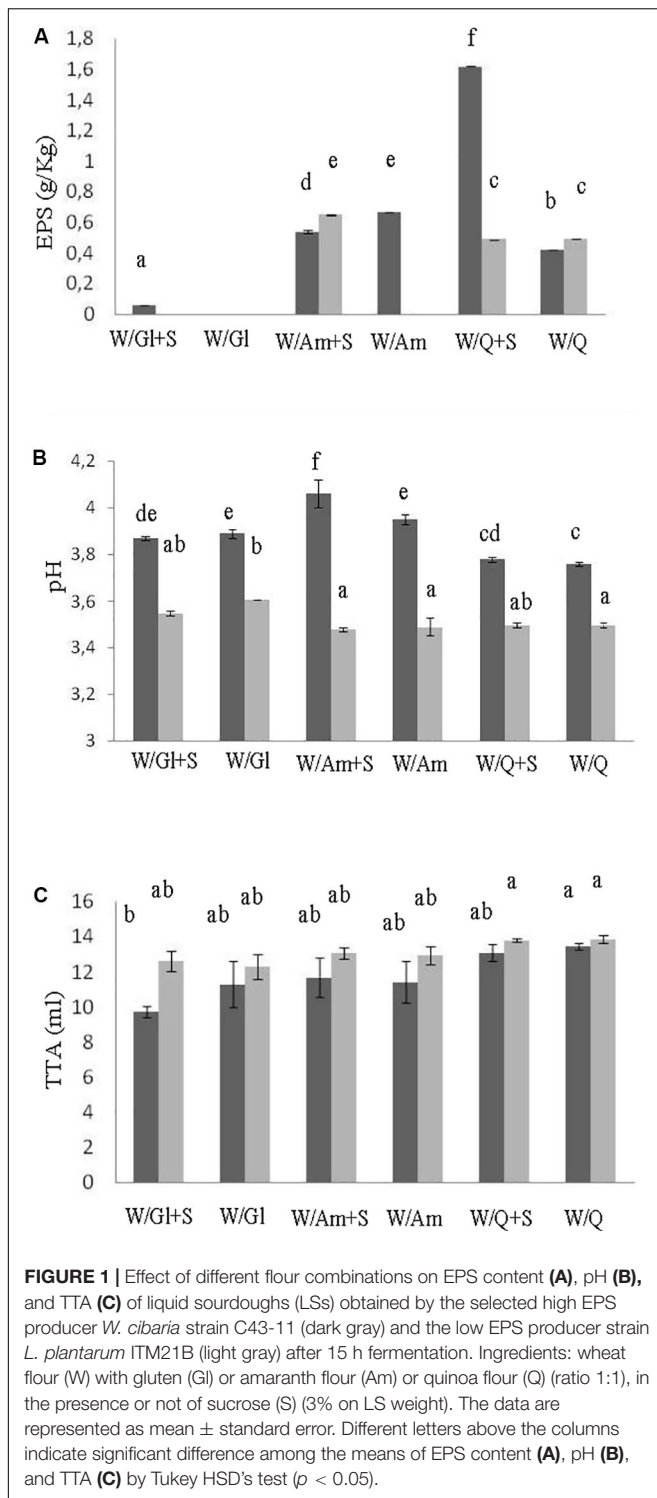 A
EPS (g/Kg)
1,8
1,6
1,4
1,2
1
0,8
0,6
0,4
0,2
0
a
d
e
e
f
c
b
c
W/Gl+S W/Gl W/Am+S W/Am W/Q+S W/Q
B
pH
4,2
4
3,8
3,6
3,4
3,2
3
de
ab
e
b
f
a
e
a
cd
ab
c
a
W/Gl+S W/Gl W/Am+S W/Am W/Q+S W/Q
C
TTA (ml)
16
14
12
10
8
6
4
2
0
b ab ab ab ab ab ab ab ab a a a
W/Gl+S W/Gl W/Am+S W/Am W/Q+S W/Q
FIGURE 1 | Effect of different flour combinations on EPS content (A), pH (B),
and TTA (C) of liquid sourdoughs (LSs) obtained by the selected high EPS
producer W. cibaria strain C43-11 (dark gray) and the low EPS producer strain
L. plantarum ITM21B (light gray) after 15 h fermentation. Ingredients: wheat
flour (W) with gluten (Gl) or amaranth flour (Am) or quinoa flour (Q) (ratio 1:1), in
the presence or not of sucrose (S) (3% on LS weight). The data are
represented as mean ± standard error. Different letters above the columns
indicate significant difference among the means of EPS content (A), pH (B),
and TTA (C) by Tukey HSD's test (p < 0.05).